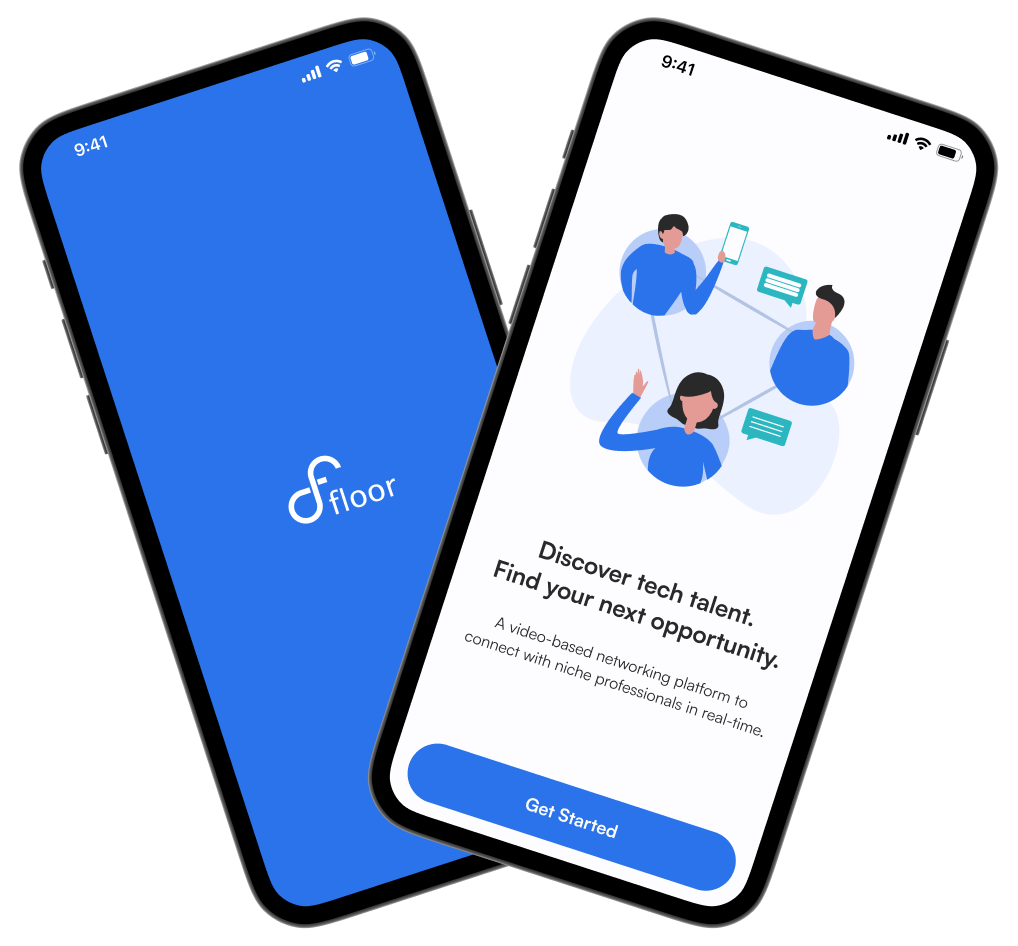 9:41
floor
9:41
Discover tech talent.
Find your next opportunity.
A video-based networking platform to
connect with niche professionals in real-time.
Get Started